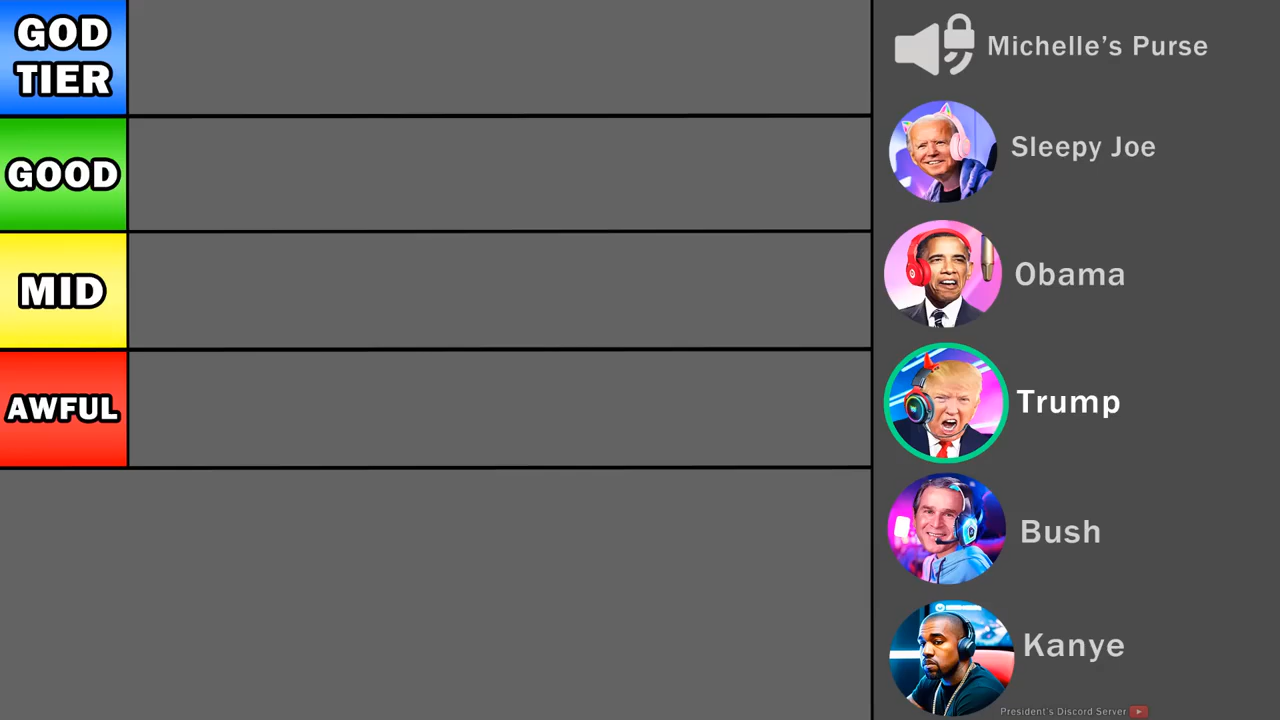 GOD
TIER
GOOD
MID
AWFUL
Michelle’s Purse
Sleepy Joe
Obama
Trump
Bush
Kanye
President's Discord Server